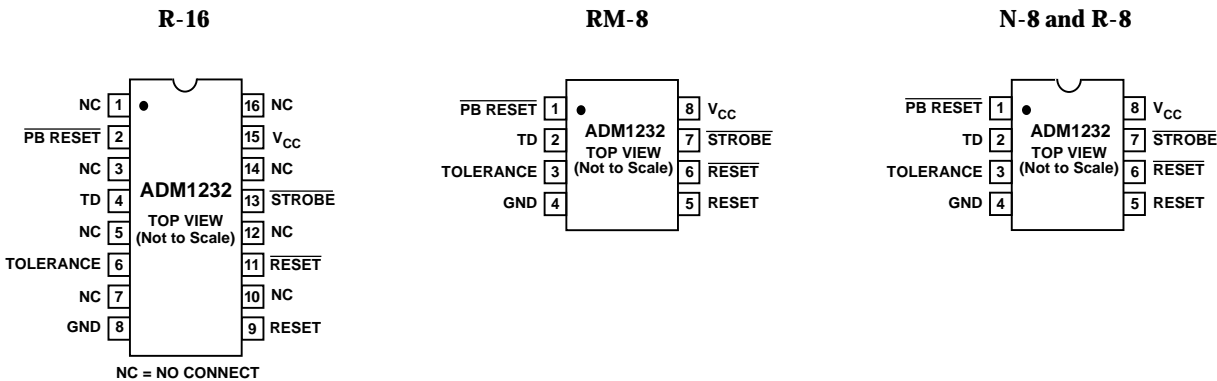 R-16
NC 1
PB RESET 2
NC 3
TD 4
NC 5
TOLERANCE 6
NC 7
GND 8
ADM1232
TOP VIEW
(Not to Scale)
16 NC
15 VCC
14 NC
13 STROBE
12 NC
11 RESET
10 NC
9 RESET
NC = NO CONNECT
RM-8
PB RESET 1
TD 2
TOLERANCE 3
GND 4
ADM1232
TOP VIEW
(Not to Scale)
8 VCC
7 STROBE
6 RESET
5 RESET
N-8 and R-8
PB RESET 1
TD 2
TOLERANCE 3
GND 4
ADM1232
TOP VIEW
(Not to Scale)
8 VCC
7 STROBE
6 RESET
5 RESET